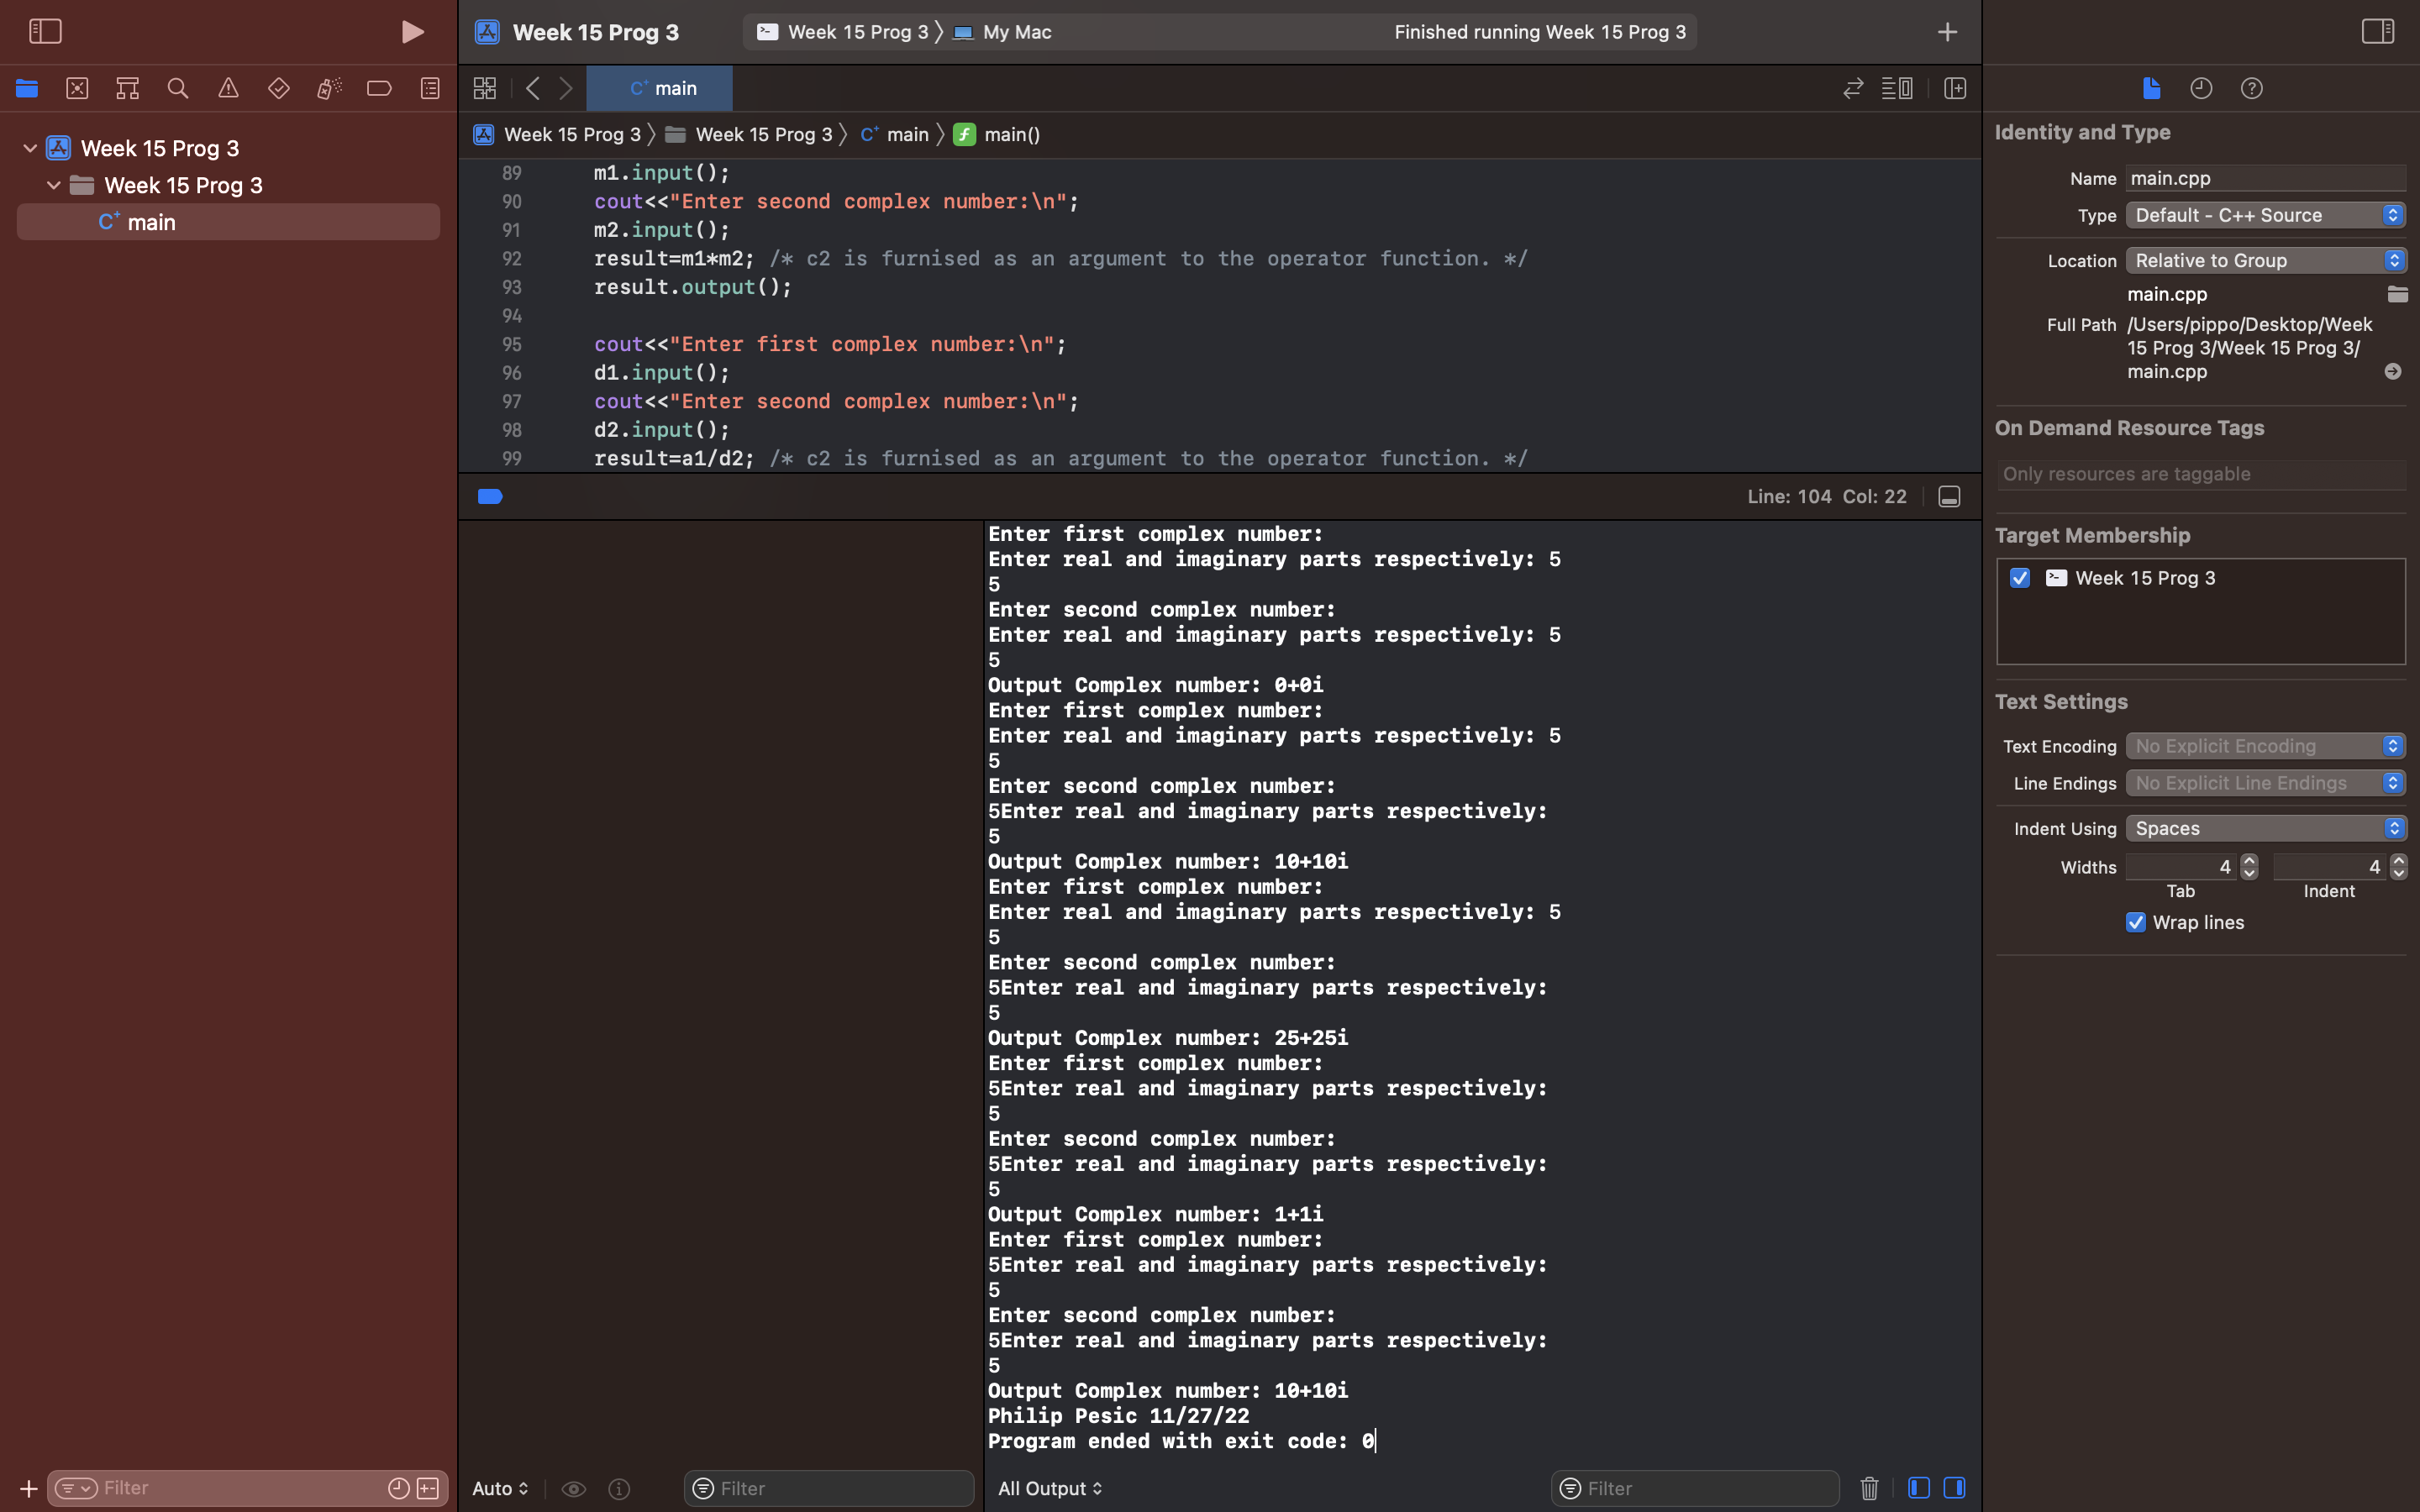 Week 15 Prog 3
Week 15 Prog 3 〉 My Mac
Finished running Week 15 Prog 3
main
Week 15 Prog 3 〉 Week 15 Prog 3 〉 main 〉 main()
Week 15 Prog 3
Week 15 Prog 3
main
89 m1.input();
90 cout<<"Enter second complex number:\n";
91 m2.input();
92 result=m1*m2; /* c2 is furnised as an argument to the operator function. */
93 result.output();
94
95 cout<<"Enter first complex number:\n";
96 d1.input();
97 cout<<"Enter second complex number:\n";
98 d2.input();
99 result=a1/d2; /* c2 is furnised as an argument to the operator function. */
Line: 104 Col: 22
Enter first complex number:
Enter real and imaginary parts respectively: 5
5
Enter second complex number:
Enter real and imaginary parts respectively: 5
5
Output Complex number: 0+0i
Enter first complex number:
Enter real and imaginary parts respectively: 5
5
Enter second complex number:
5Enter real and imaginary parts respectively:
5
Output Complex number: 10+10i
Enter first complex number:
Enter real and imaginary parts respectively: 5
5
Enter second complex number:
5Enter real and imaginary parts respectively:
5
Output Complex number: 25+25i
Enter first complex number:
5Enter real and imaginary parts respectively:
5
Enter second complex number:
5Enter real and imaginary parts respectively:
5
Output Complex number: 1+1i
Enter first complex number:
5Enter real and imaginary parts respectively:
5
Enter second complex number:
5Enter real and imaginary parts respectively:
5
Output Complex number: 10+10i
Philip Pesic 11/27/22
Program ended with exit code: 0
Filter
Auto
Filter
All Output
Filter
Identity and Type
Name main.cpp
Type Default - C++ Source
Location Relative to Group
main.cpp
Full Path /Users/pippo/Desktop/Week
15 Prog 3/Week 15 Prog 3/
main.cpp
On Demand Resource Tags
Only resources are taggable
Target Membership
Week 15 Prog 3
Text Settings
Text Encoding No Explicit Encoding
Line Endings No Explicit Line Endings
Indent Using Spaces
Widths 4 4
Tab Indent
Wrap lines